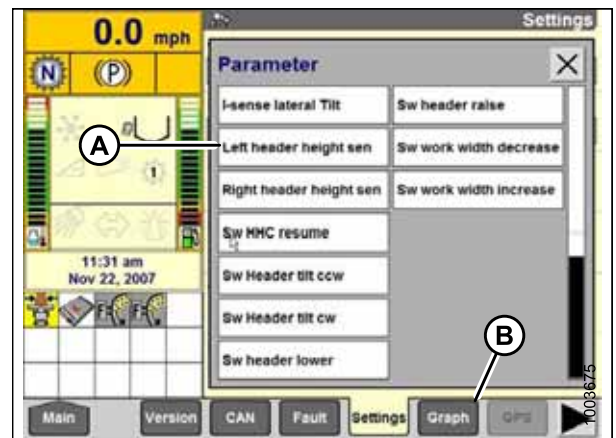 0.0 mph
Settings
N
(P)
Parameter
X
I-sense lateral Tilt
Sw header raise
A
Left header height sen
Sw work width decrease
1
Right header height sen
Sw work width increase
Sw HHC resume
11:31 am
Nov 22, 2007
Sw Header tilt ccw
Sw Header tilt cw
B
Sw header lower
1003675
Main
Version
CAN
Fault
Settings
Graph
GPS